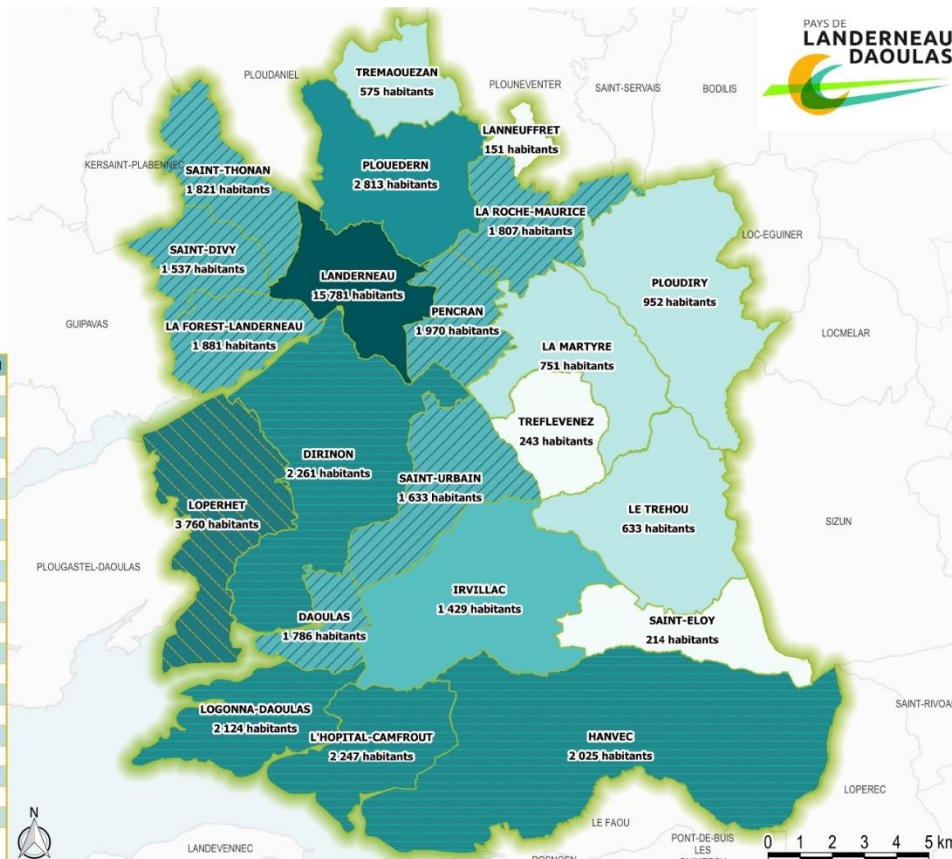 PAYS DE
LANDERNEAU
DAOULAS
PLOUDANIEL
TREMAOUEZAN
575 habitants
PLOUNEVENTER
SAINT-SERVAIS
BODILIS
LANNEUFFRET
151 habitants
KERSAINT-PLABENNEC
SAINT-THONAN
1 821 habitants
PLOUEDERN
2 813 habitants
LA ROCHE-MAURICE
1 807 habitants
LOC-EGUINER
SAINT-DIVY
1 537 habitants
LANDERNEAU
15 781 habitants
PLOUDIRY
952 habitants
GUIPAVAS
LA FOREST-LANDERNEAU
1 881 habitants
PENCRAN
1 970 habitants
LOCMELAR
LA MARTYRE
751 habitants
TREFLEVENEZ
243 habitants
DIRINON
2 261 habitants
SAINT-URBAIN
1 633 habitants
LOPERHET
3 760 habitants
LE TREHOU
633 habitants
SIZUN
PLOUGASTEL-DAOULAS
IRVILLAC
1 429 habitants
DAOULAS
1 786 habitants
SAINT-ELOY
214 habitants
SAINT-RIVOA
LOGONNA-DAOULAS
2 124 habitants
L'HOPITAL-CAMFROUT
2 247 habitants
HANVEC
2 025 habitants
LOPEREC
LE FAOU
N
LANDEVENNEC
PONT-DE-BUIS
LES
0 1 2 3 4 5 km